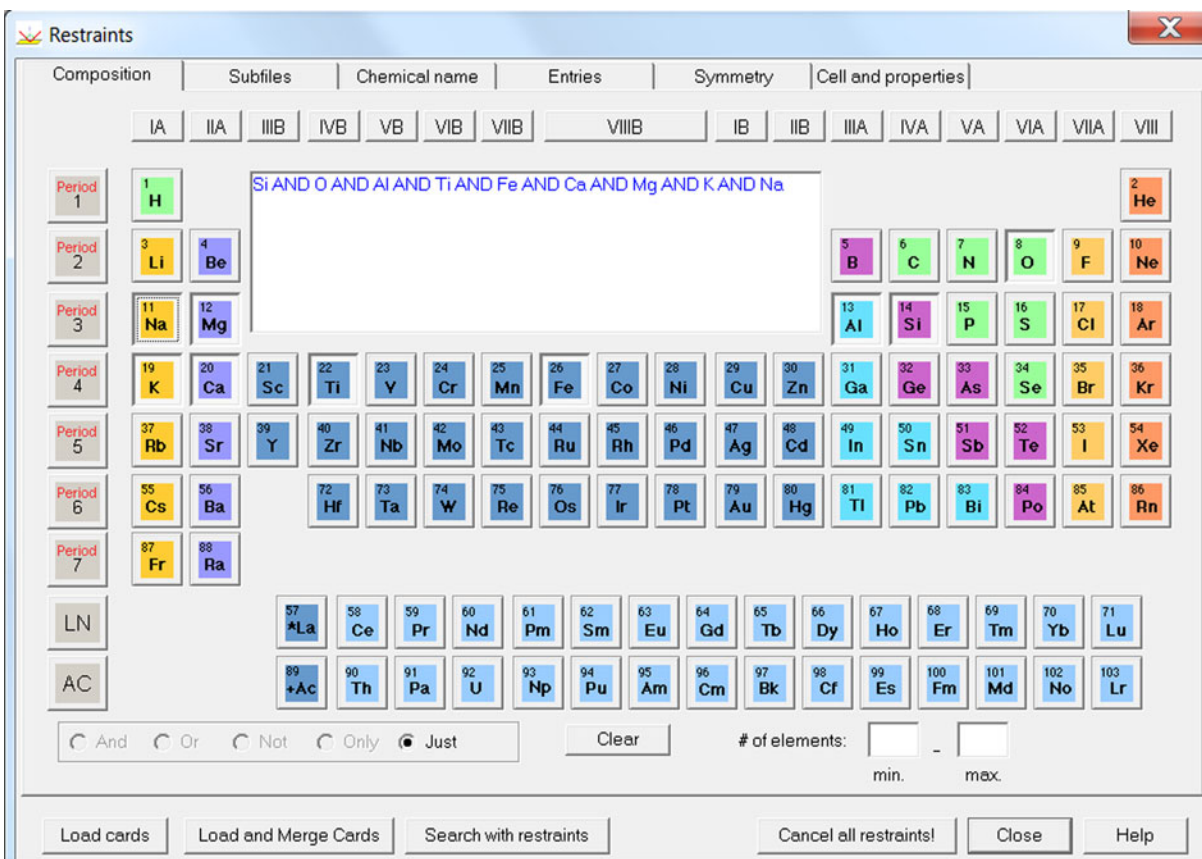 Restraints
Composition Subfiles Chemical name Entries Symmetry Cell and properties
IA IIA IIIB IVB VB VIB VIIB VIIIB IB IIB IIIA IVA VA VIA VIIA VIII
Si AND O AND Al AND Ti AND Fe AND Ca AND Mg AND K AND Na
Period 1 1 H 2 He
Period 2 3 Li 4 Be 5 B 6 C 7 N 8 O 9 F 10 Ne
Period 3 11 Na 12 Mg 13 Al 14 Si 15 P 16 S 17 Cl 18 Ar
Period 4 19 K 20 Ca 21 Sc 22 Ti 23 V 24 Cr 25 Mn 26 Fe 27 Co 28 Ni 29 Cu 30 Zn 31 Ga 32 Ge 33 As 34 Se 35 Br 36 Kr
Period 5 37 Rb 38 Sr 39 Y 40 Zr 41 Nb 42 Mo 43 Tc 44 Ru 45 Rh 46 Pd 47 Ag 48 Cd 49 In 50 Sn 51 Sb 52 Te 53 I 54 Xe
Period 6 55 Cs 56 Ba 72 Hf 73 Ta 74 W 75 Re 76 Os 77 Ir 78 Pt 79 Au 80 Hg 81 Tl 82 Pb 83 Bi 84 Po 85 At 86 Rn
Period 7 87 Fr 88 Ra
LN 57 *La 58 Ce 59 Pr 60 Nd 61 Pm 62 Sm 63 Eu 64 Gd 65 Tb 66 Dy 67 Ho 68 Er 69 Tm 70 Yb 71 Lu
AC 89 +Ac 90 Th 91 Pa 92 U 93 Np 94 Pu 95 Am 96 Cm 97 Bk 98 Cf 99 Es 100 Fm 101 Md 102 No 103 Lr
And Or Not Only Just Clear # of elements: -
min. max.
Load cards Load and Merge Cards Search with restraints Cancel all restraints! Close Help